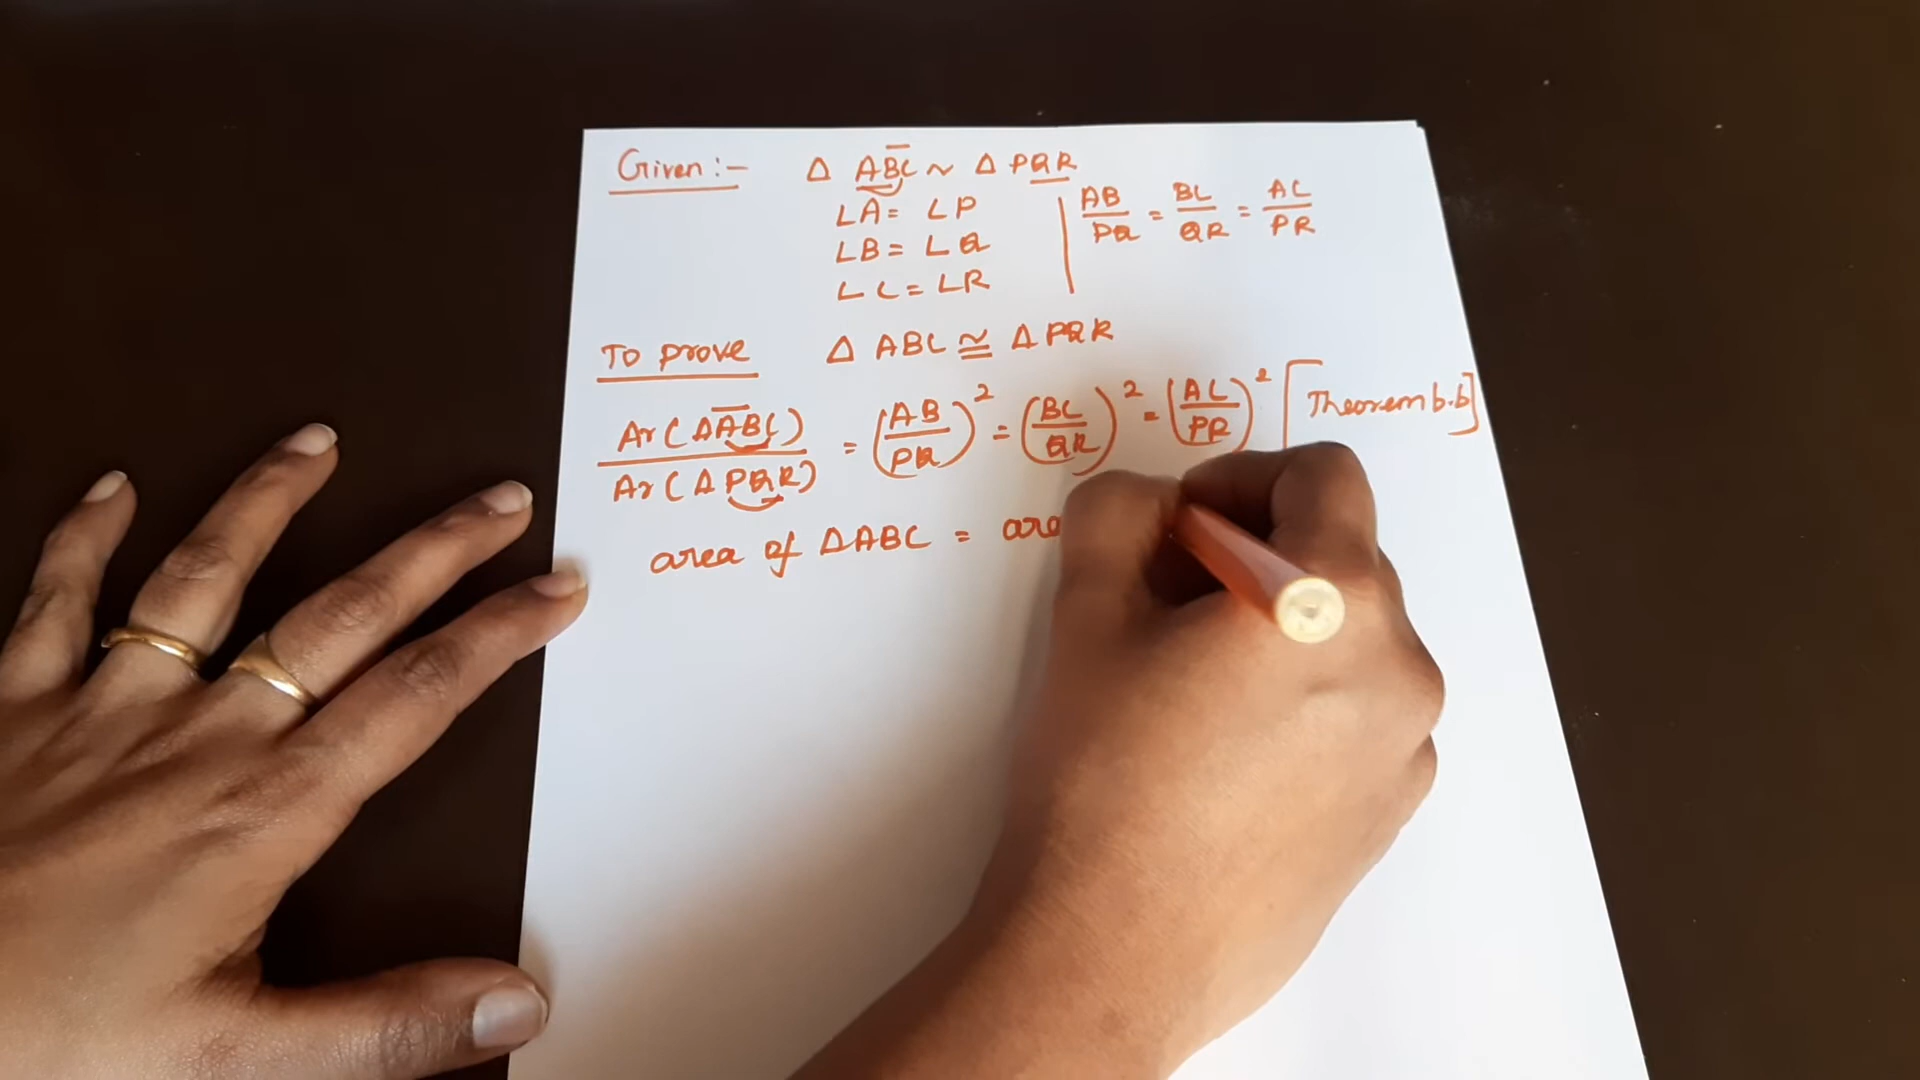 Given :- Δ ABC ~ Δ PQR
∠A = ∠P
∠B = ∠Q
∠C = ∠R
AB/PQ = BC/QR = AC/PR
To prove Δ ABC ≅ Δ PQR
Ar(ΔABC)/Ar(ΔPQR) = (AB/PQ)² = (BC/QR)² = (AC/PR)² [Theorem 6.6]
area of ΔABC = are